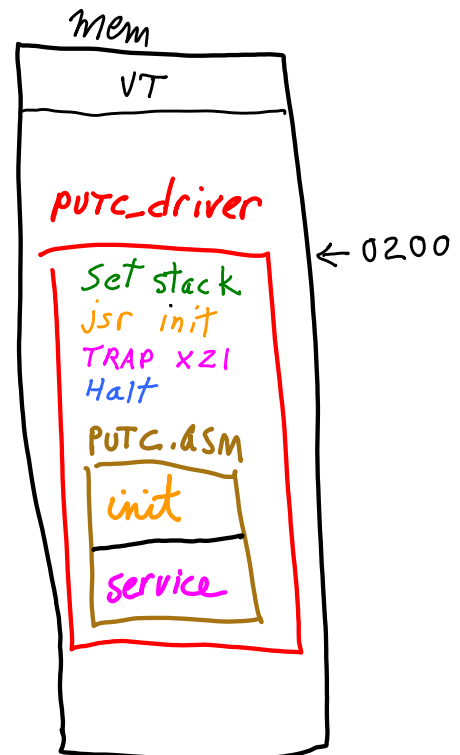 mem
VT
PUTC_driver
← 0200
Set stack
jsr init
TRAP x21
Halt
PUTC.asm
init
service